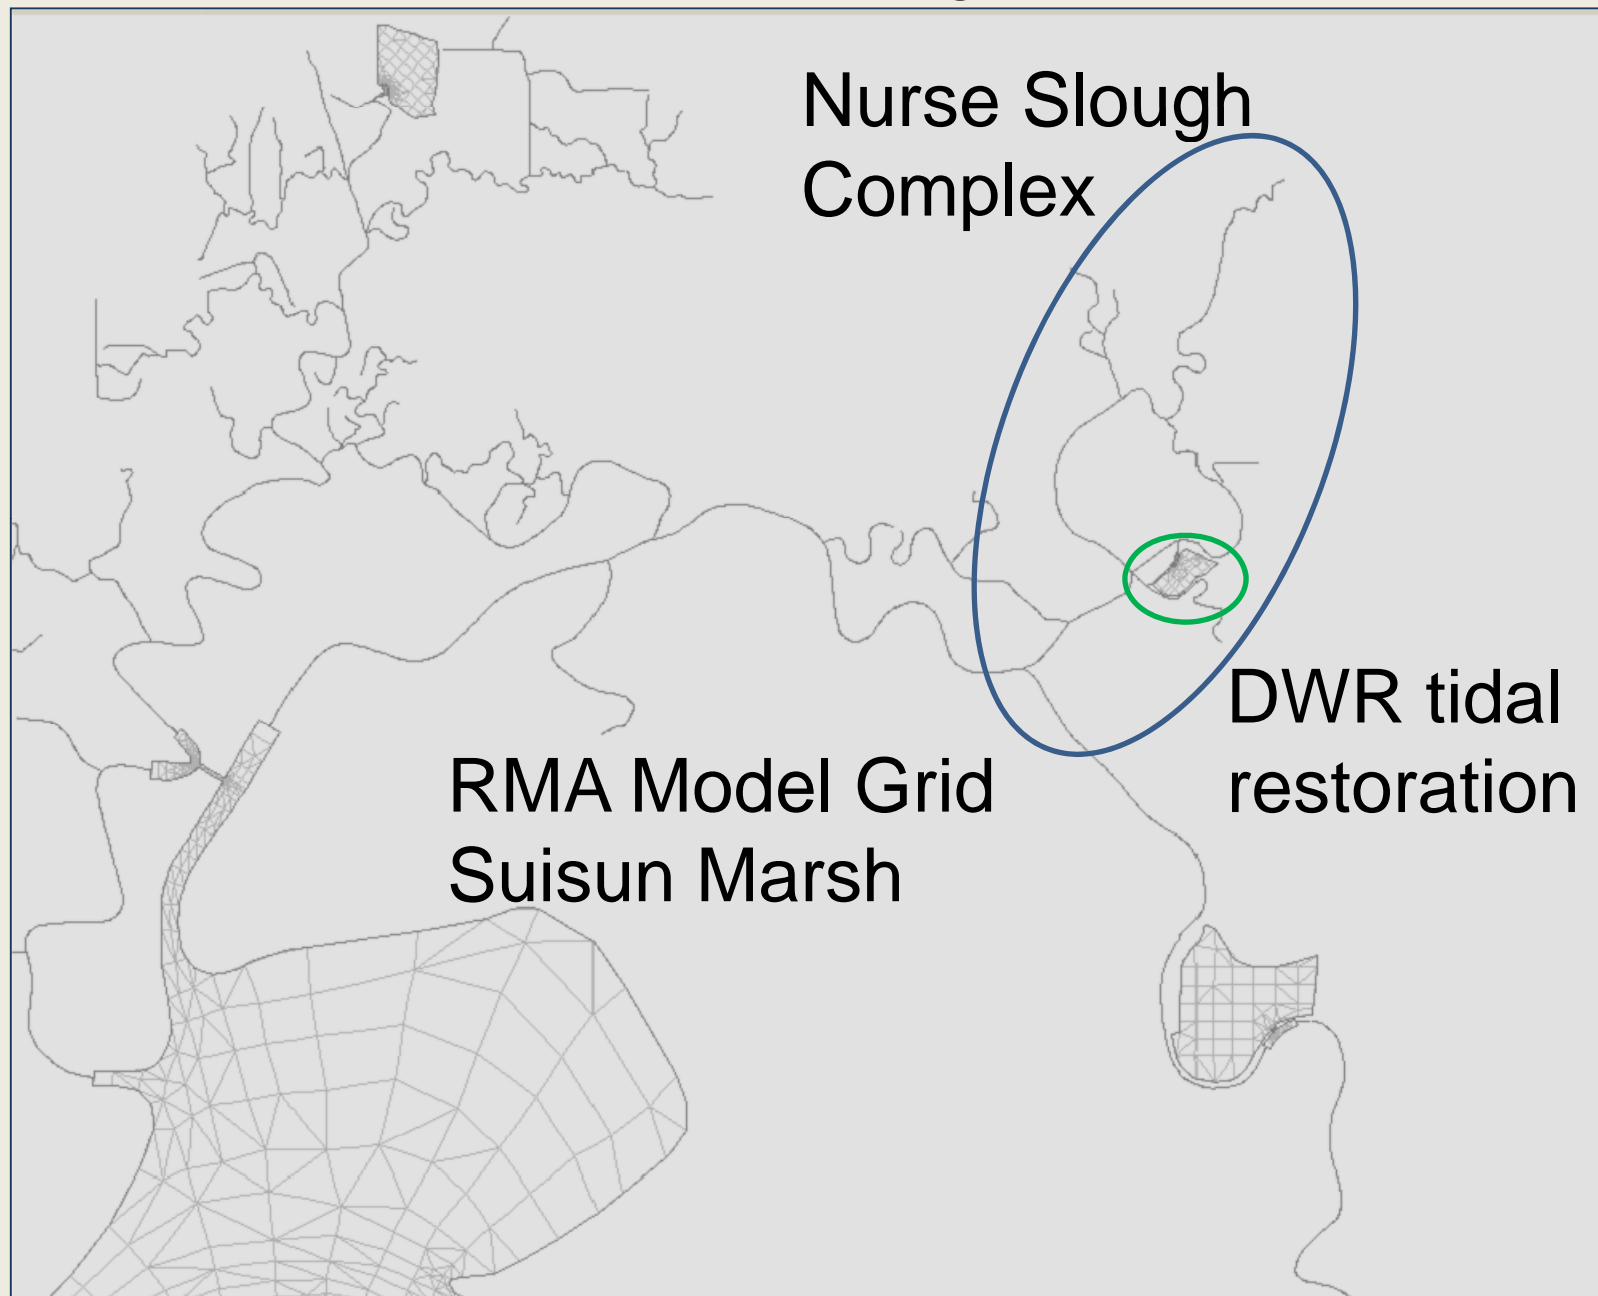 Nurse Slough
Complex
DWR tidal
restoration
RMA Model Grid
Suisun Marsh